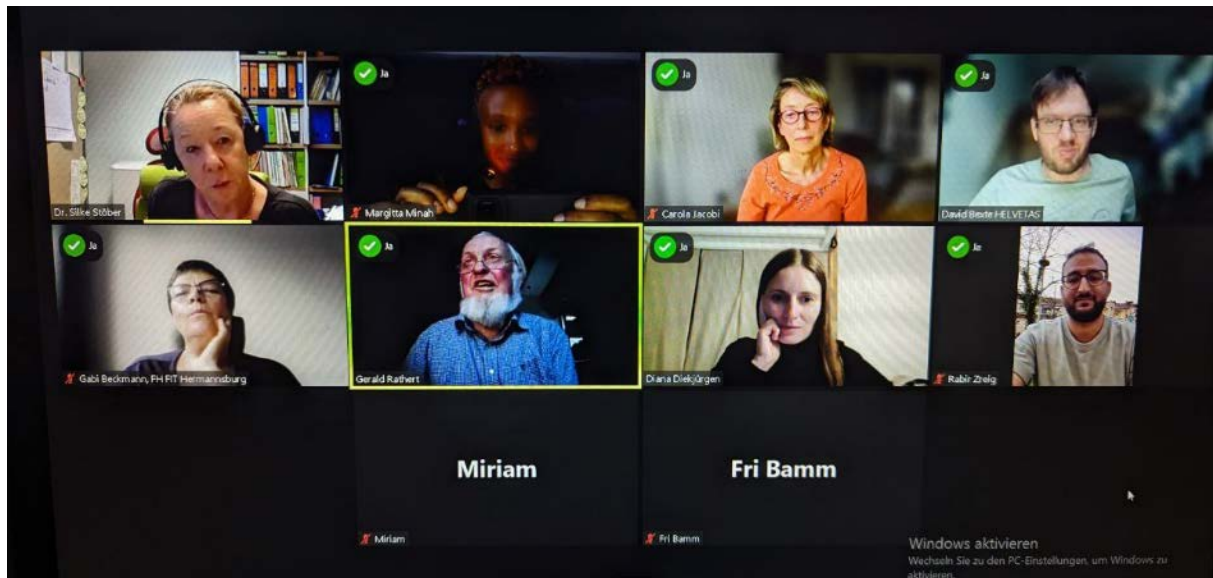 Ja
Ja
Ja
Dr. Silke Stöber
Margitta Minah
Carola Jacobi
David Bexte HELVETAS
Ja
Ja
Ja
Ja
Gabi Beckmann, FH FIT Hermannsburg
Gerald Rathert
Diana Diekjürgen
Rabir Zreig
Miriam
Fri Bamm
Miriam
Fri Bamm
Windows aktivieren
Wechseln Sie zu den PC-Einstellungen, um Windows zu
aktivieren.